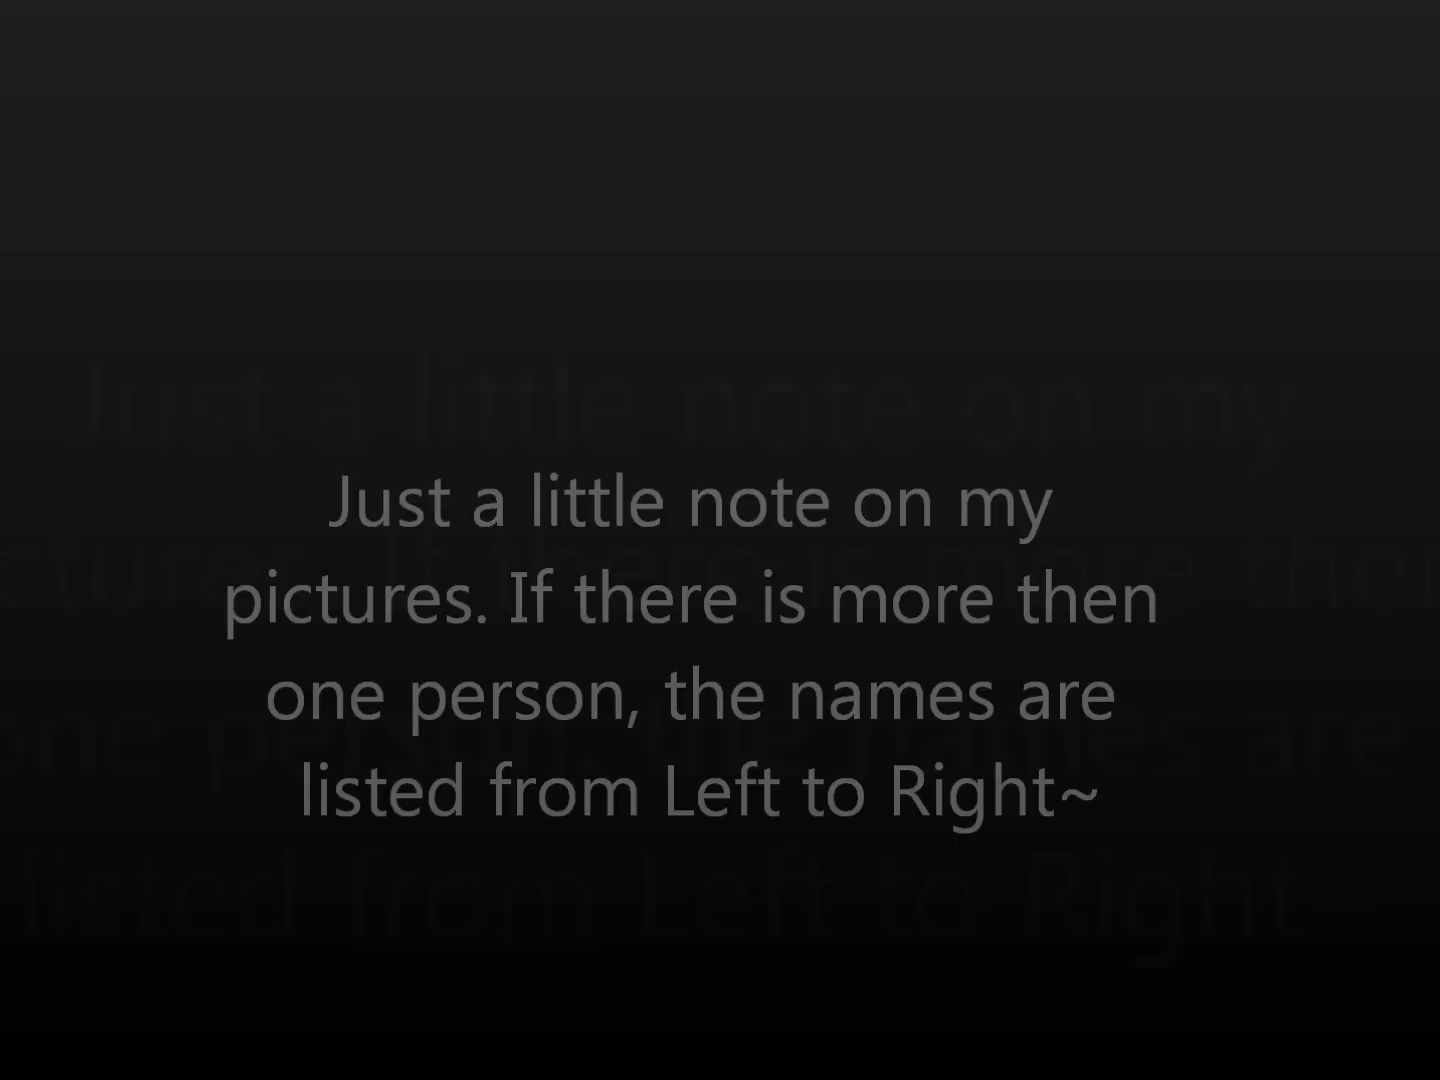 Just a little note on my
pictures. If there is more then
one person, the names are
listed from Left to Right~